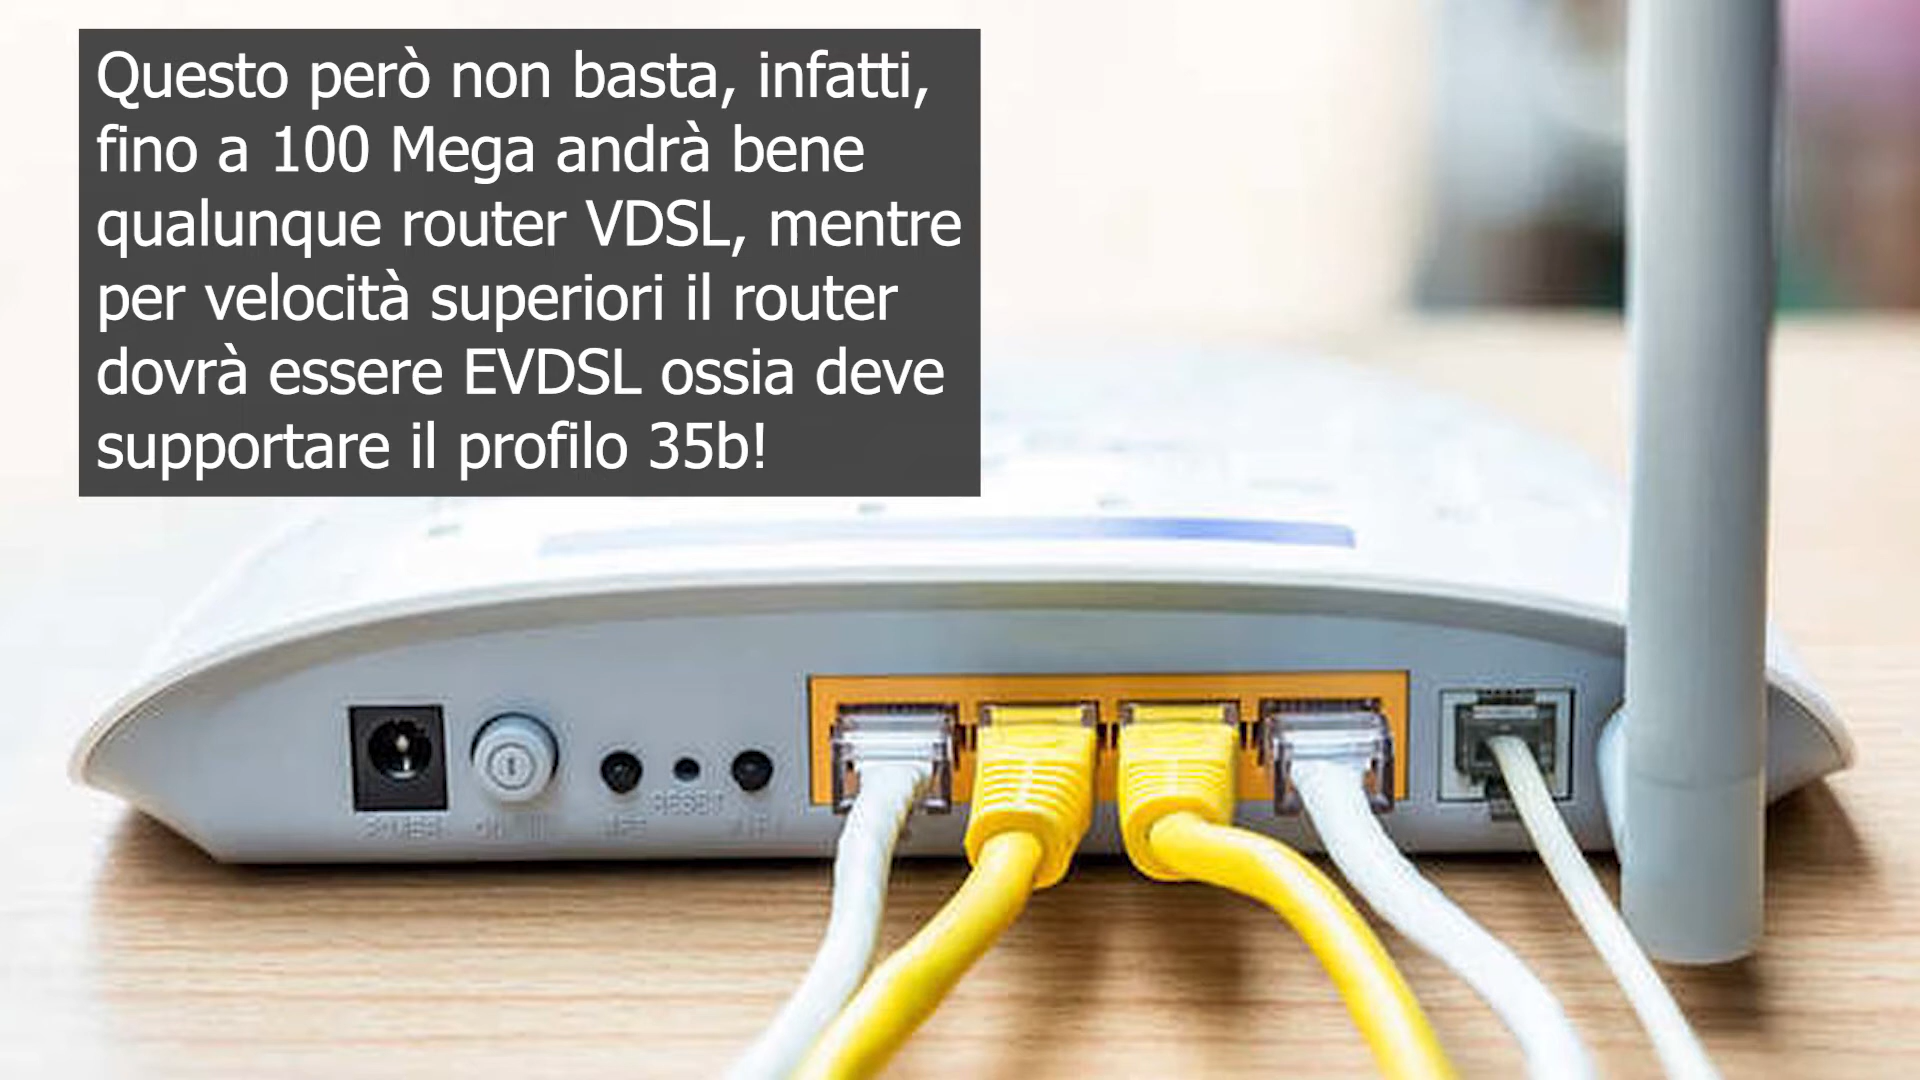 Questo però non basta, infatti,
fino a 100 Mega andrà bene
qualunque router VDSL, mentre
per velocità superiori il router
dovrà essere EVDSL ossia deve
supportare il profilo 35b!
RESET